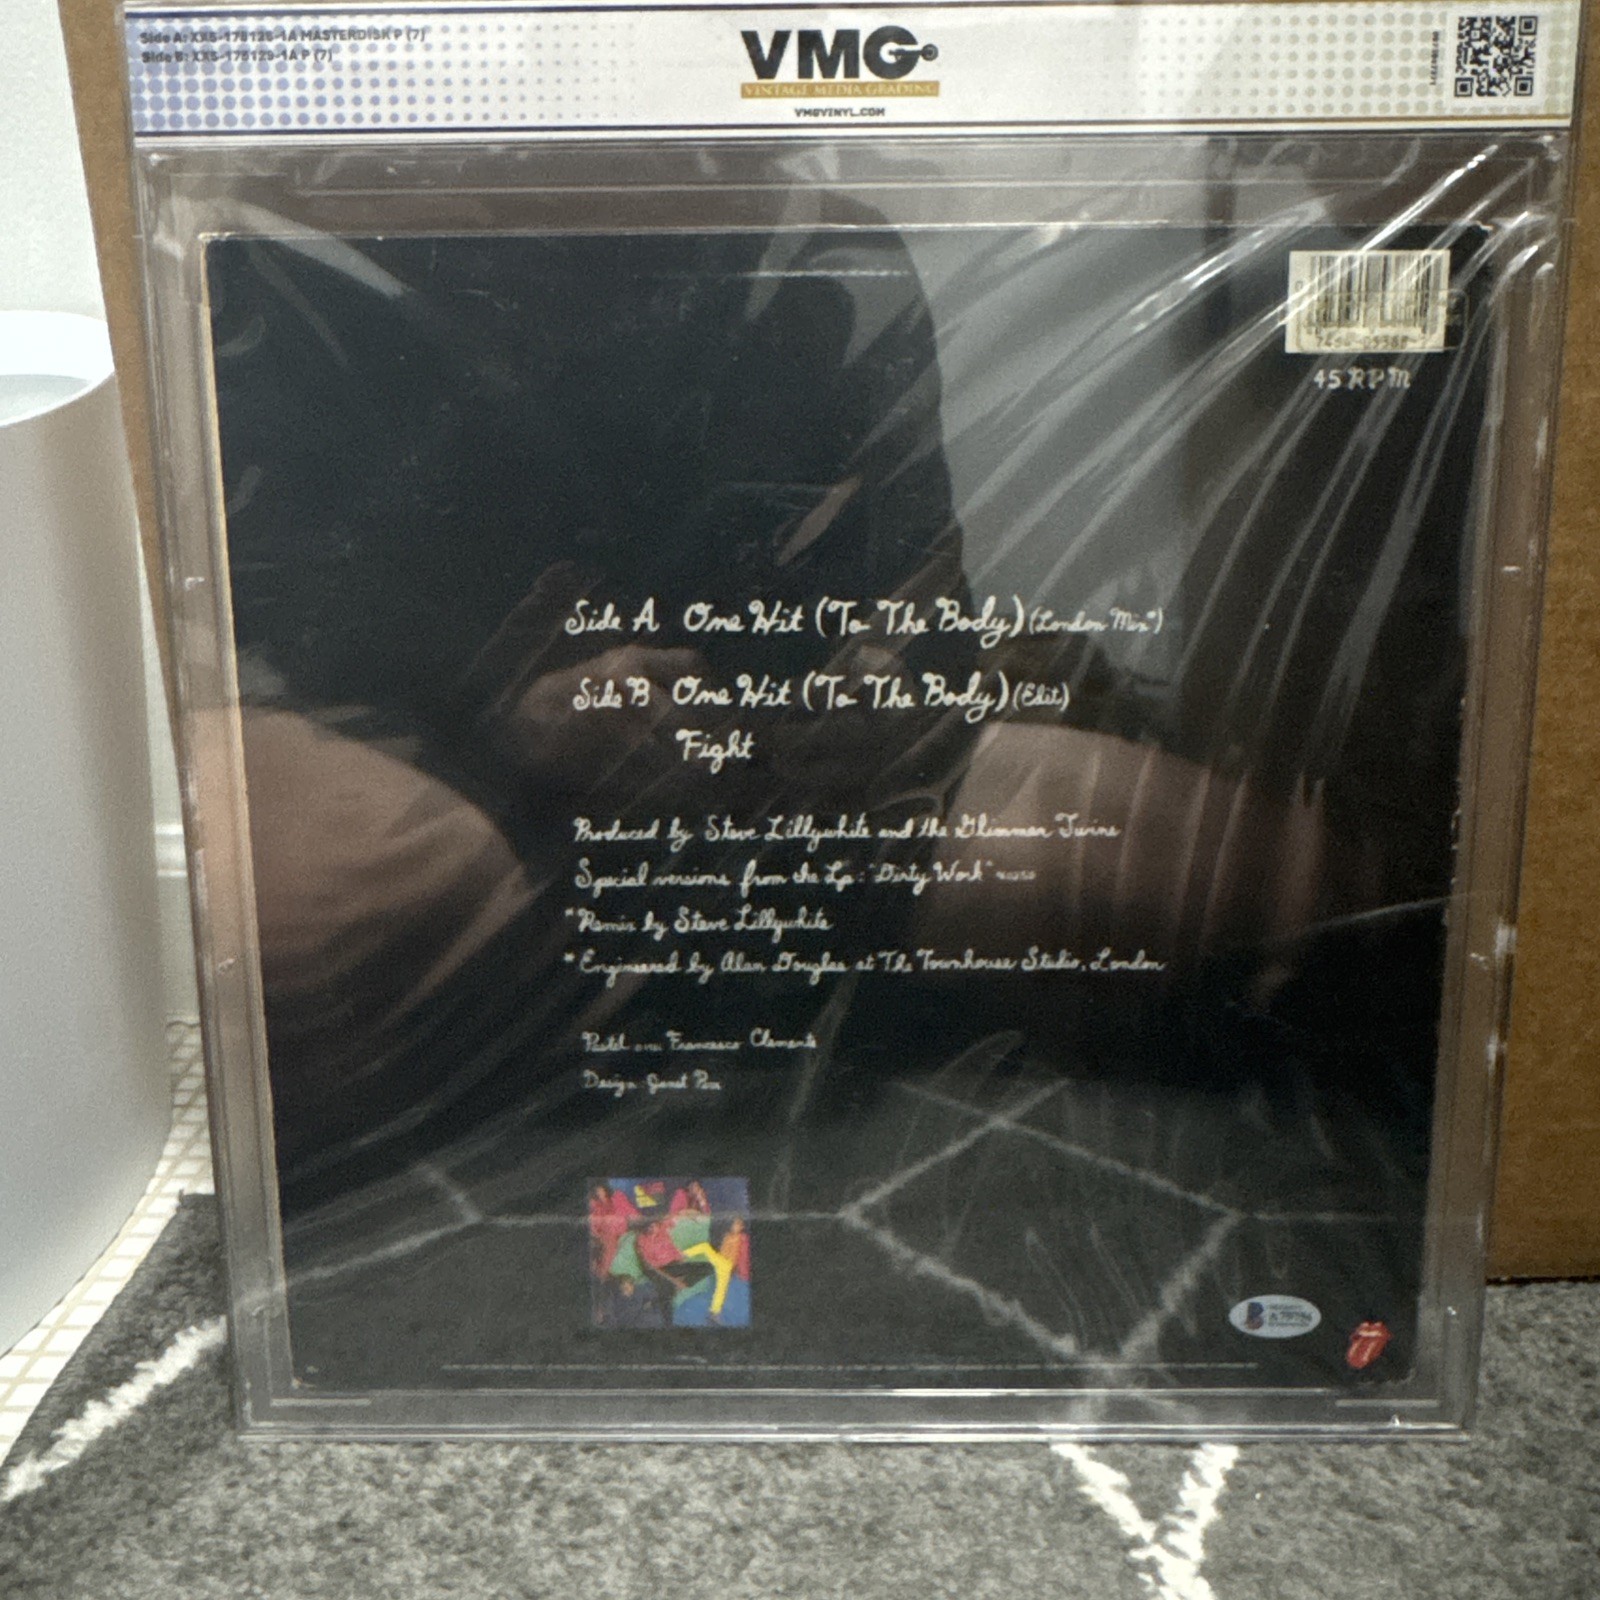 Side A: XXS-178128-1A MASTERDISK P (7)
Side B: XXS-178129-1A P (7)
VMG
VINTAGE MEDIA GRADING
VMGVINYL.COM
45 RPM
Side A One Hit (To The Body) (London Mix*)
Side B One Hit (To The Body) (Edit)
Fight
Produced by Steve Lillywhite and the Glimmer Twins
Special versions from the Lp: "Dirty Work"
*Remix by Steve Lillywhite
*Engineered by Alan Douglas at The Townhouse Studio, London
Pastel Francesco Clemente
Design: Janet